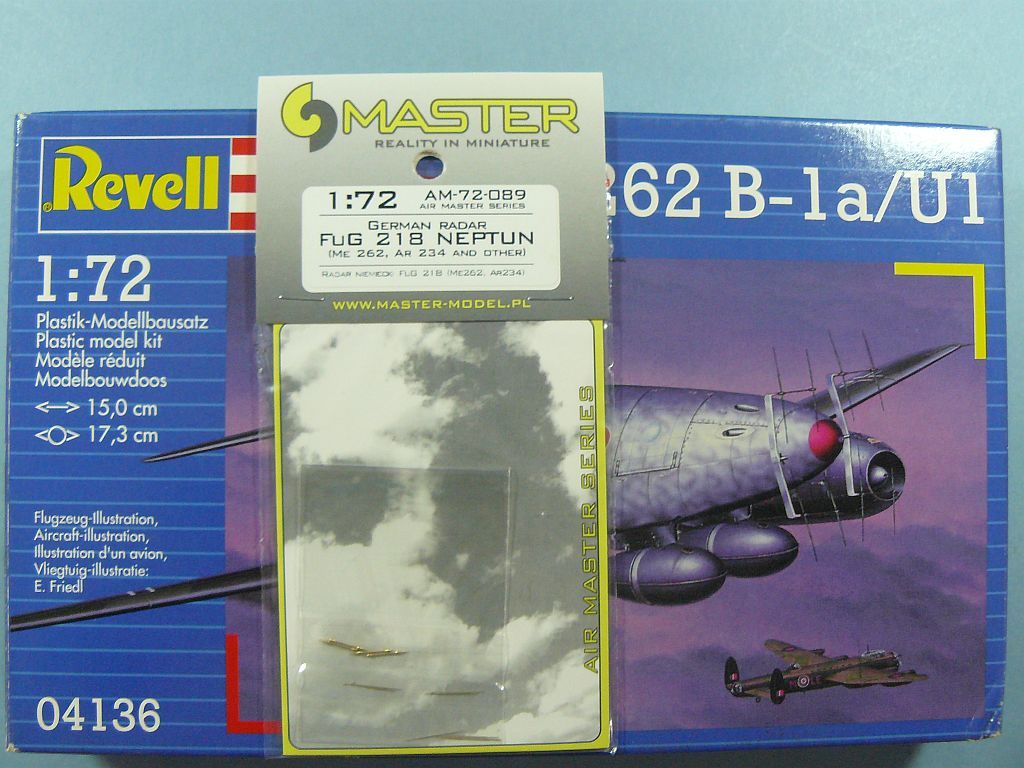 MASTER
REALITY IN MINIATURE
1:72 AM-72-089
AIR MASTER SERIES
GERMAN RADAR
FUG 218 NEPTUN
(ME 262, AR 234 AND OTHER)
RADAR NIEMIECKI FUG 218 (ME262, AR234)
WWW.MASTER-MODEL.PL
AIR MASTER SERIES
Revell
262 B-1a/U1
1:72
Plastik-Modellbausatz
Plastic model kit
Modèle réduit
Modelbouwdoos
15,0 cm
17,3 cm
Flugzeug-Illustration,
Aircraft-illustration,
Illustration d'un avion,
Vliegtuig-illustratie:
E. Friedl
04136